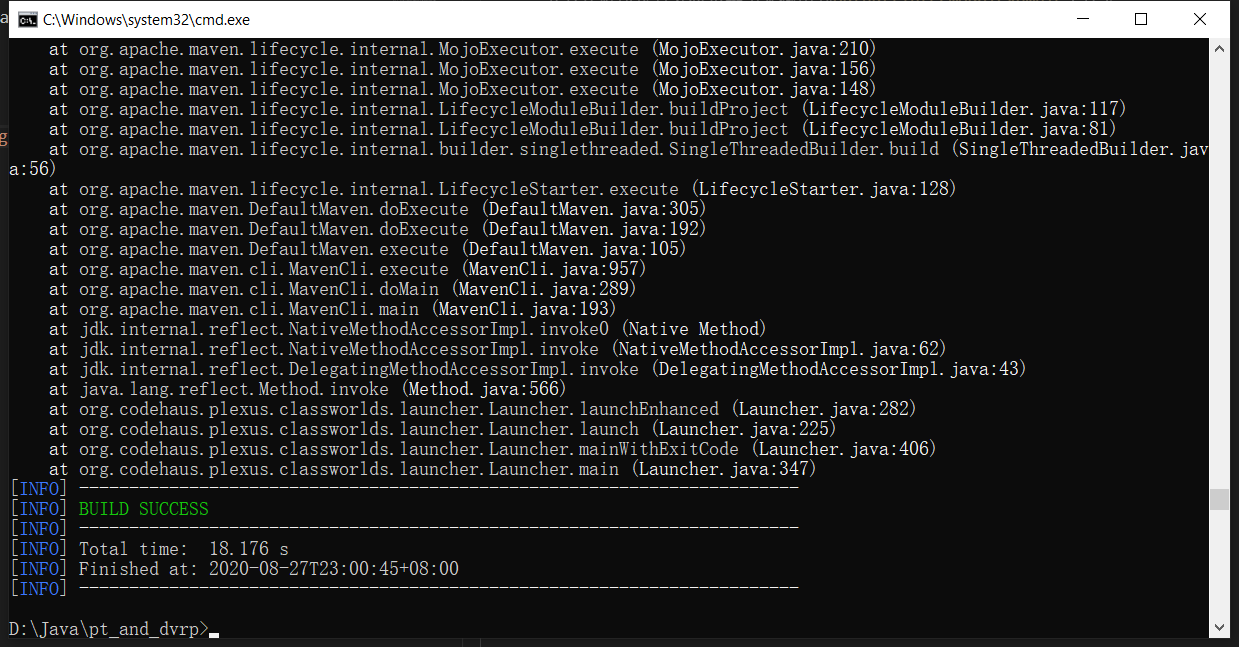 C:\Windows\system32\cmd.exe
at org.apache.maven.lifecycle.internal.MojoExecutor.execute (MojoExecutor.java:210)
at org.apache.maven.lifecycle.internal.MojoExecutor.execute (MojoExecutor.java:156)
at org.apache.maven.lifecycle.internal.MojoExecutor.execute (MojoExecutor.java:148)
at org.apache.maven.lifecycle.internal.LifecycleModuleBuilder.buildProject (LifecycleModuleBuilder.java:117)
at org.apache.maven.lifecycle.internal.LifecycleModuleBuilder.buildProject (LifecycleModuleBuilder.java:81)
at org.apache.maven.lifecycle.internal.builder.singlethreaded.SingleThreadedBuilder.build (SingleThreadedBuilder.jav
a:56)
at org.apache.maven.lifecycle.internal.LifecycleStarter.execute (LifecycleStarter.java:128)
at org.apache.maven.DefaultMaven.doExecute (DefaultMaven.java:305)
at org.apache.maven.DefaultMaven.doExecute (DefaultMaven.java:192)
at org.apache.maven.DefaultMaven.execute (DefaultMaven.java:105)
at org.apache.maven.cli.MavenCli.execute (MavenCli.java:957)
at org.apache.maven.cli.MavenCli.doMain (MavenCli.java:289)
at org.apache.maven.cli.MavenCli.main (MavenCli.java:193)
at jdk.internal.reflect.NativeMethodAccessorImpl.invoke0 (Native Method)
at jdk.internal.reflect.NativeMethodAccessorImpl.invoke (NativeMethodAccessorImpl.java:62)
at jdk.internal.reflect.DelegatingMethodAccessorImpl.invoke (DelegatingMethodAccessorImpl.java:43)
at java.lang.reflect.Method.invoke (Method.java:566)
at org.codehaus.plexus.classworlds.launcher.Launcher.launchEnhanced (Launcher.java:282)
at org.codehaus.plexus.classworlds.launcher.Launcher.launch (Launcher.java:225)
at org.codehaus.plexus.classworlds.launcher.Launcher.mainWithExitCode (Launcher.java:406)
at org.codehaus.plexus.classworlds.launcher.Launcher.main (Launcher.java:347)
[INFO] ------------------------------------------------------------------------
[INFO] BUILD SUCCESS
[INFO] ------------------------------------------------------------------------
[INFO] Total time:  18.176 s
[INFO] Finished at: 2020-08-27T23:00:45+08:00
[INFO] ------------------------------------------------------------------------
D:\Java\pt_and_dvrp>